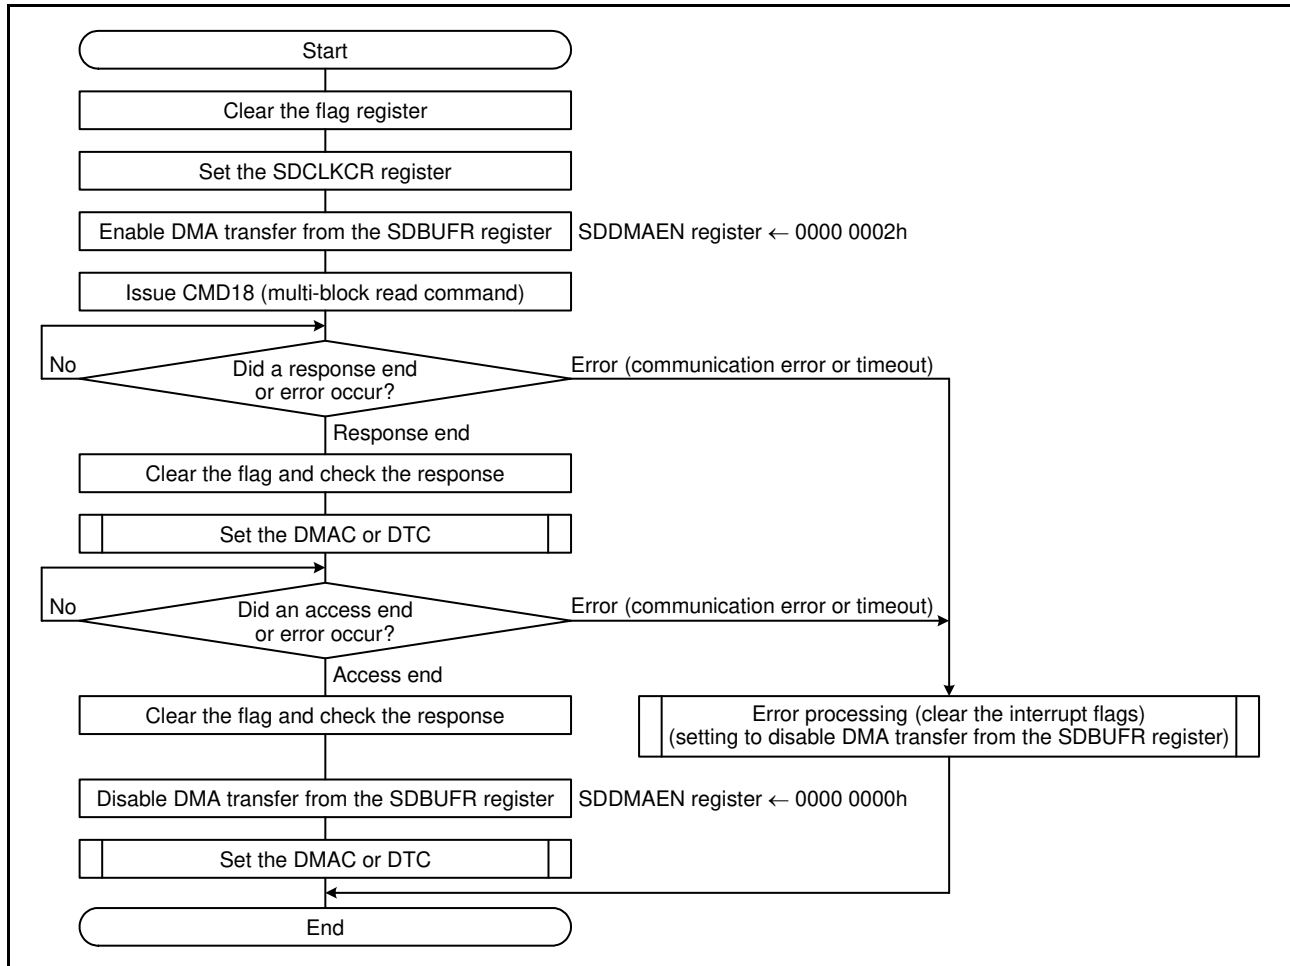 Start
Clear the flag register
Set the SDCLKCR register
Enable DMA transfer from the SDBUFR register
SDDMAEN register ← 0000 0002h
Issue CMD18 (multi-block read command)
No
Did a response end
or error occur?
Error (communication error or timeout)
Response end
Clear the flag and check the response
Set the DMAC or DTC
No
Did an access end
or error occur?
Error (communication error or timeout)
Access end
Clear the flag and check the response
Error processing (clear the interrupt flags)
(setting to disable DMA transfer from the SDBUFR register)
Disable DMA transfer from the SDBUFR register
SDDMAEN register ← 0000 0000h
Set the DMAC or DTC
End